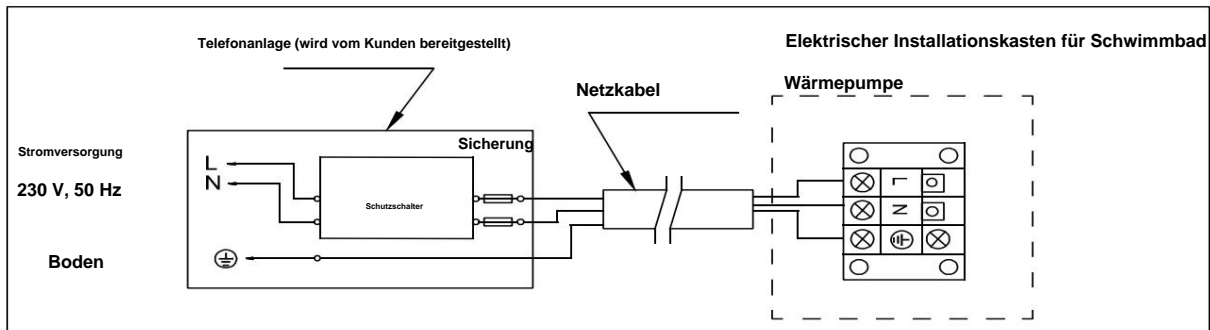 Telefonanlage (wird vom Kunden bereitgestellt)
Elektrischer Installationskasten für Schwimmbad
Wärmepumpe
Netzkabel
Sicherung
Stromversorgung
230 V, 50 Hz
L
N
Schutzschalter
Boden
L
N